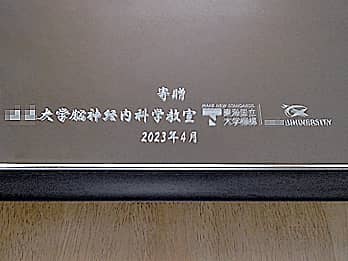 寄贈
大学脳神経内科学教室
MAKE NEW STANDARDS.
東海国立
大学機構
UNIVERSITY
2023年4月